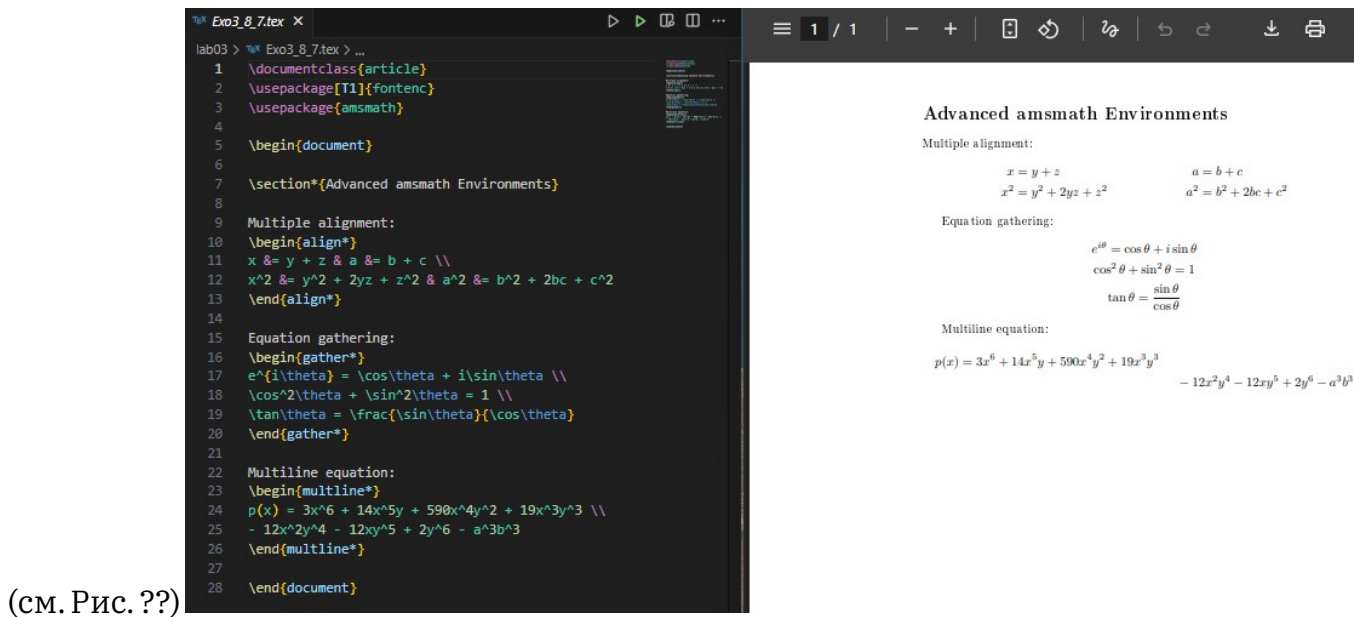 Exo3_8_7.tex
lab03 > Exo3_8_7.tex > ...
1 \documentclass{article}
2 \usepackage[T1]{fontenc}
3 \usepackage{amsmath}
4
5 \begin{document}
6
7 \section*{Advanced amsmath Environments}
8
9 Multiple alignment:
10 \begin{align*}
11 x &= y + z & a &= b + c \\
12 x^2 &= y^2 + 2yz + z^2 & a^2 &= b^2 + 2bc + c^2
13 \end{align*}
14
15 Equation gathering:
16 \begin{gather*}
17 e^{i\theta} = \cos\theta + i\sin\theta \\
18 \cos^2\theta + \sin^2\theta = 1 \\
19 \tan\theta = \frac{\sin\theta}{\cos\theta}
20 \end{gather*}
21
22 Multiline equation:
23 \begin{multline*}
24 p(x) = 3x^6 + 14x^5y + 590x^4y^2 + 19x^3y^3 \\
25 - 12x^2y^4 - 12xy^5 + 2y^6 - a^3b^3
26 \end{multline*}
27
28 \end{document}
1 / 1
Advanced amsmath Environments
Multiple alignment:
x = y + z a = b + c
x² = y² + 2yz + z² a² = b² + 2bc + c²
Equation gathering:
e^{iθ} = cos θ + i sin θ
cos² θ + sin² θ = 1
tan θ = sin θ / cos θ
Multiline equation:
p(x) = 3x⁶ + 14x⁵y + 590x⁴y² + 19x³y³
− 12x²y⁴ − 12xy⁵ + 2y⁶ − a³b³
(см. Рис. ??)